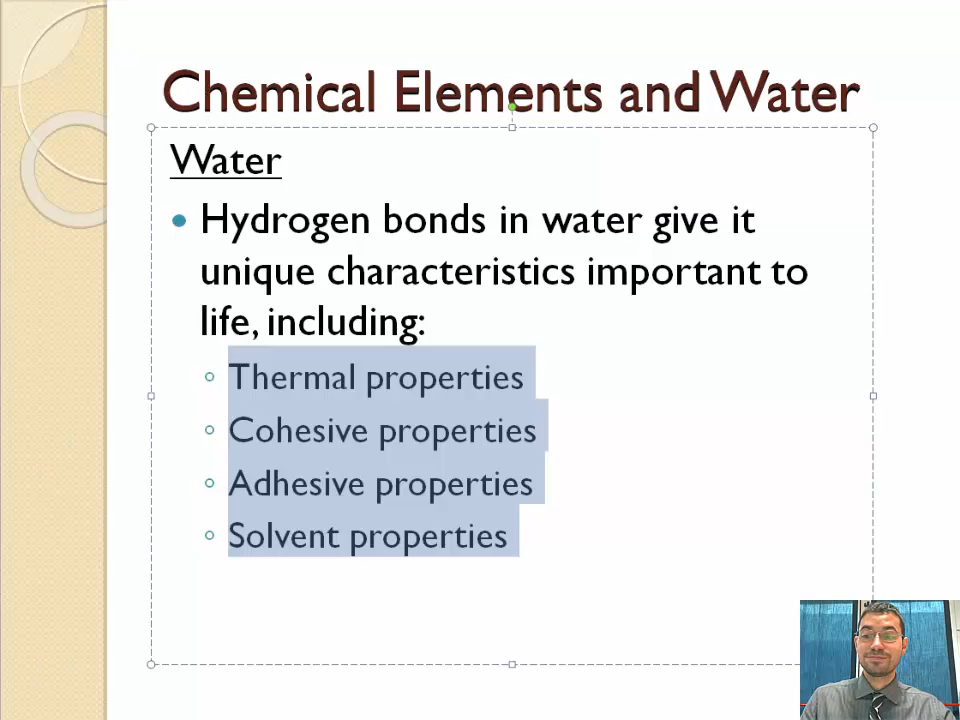 Chemical Elements and Water
Water
Hydrogen bonds in water give it
unique characteristics important to
life, including:
Thermal properties
Cohesive properties
Adhesive properties
Solvent properties